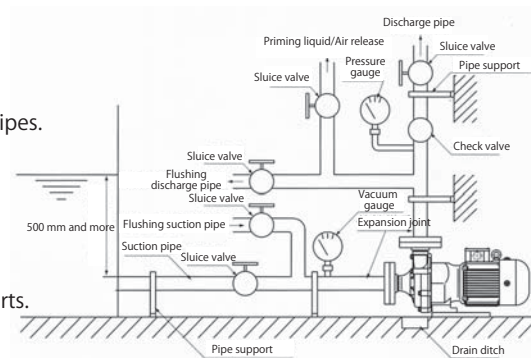 Discharge pipe
Priming liquid/Air release
Sluice valve
Pressure
gauge
Pipe support
Sluice valve
ipes.
Check valve
Sluice valve
Flushing
discharge pipe
Sluice valve
Vacuum
gauge
500 mm and more
Flushing suction pipe
Expansion joint
Suction pipe
Sluice valve
rts.
Pipe support
Drain ditch